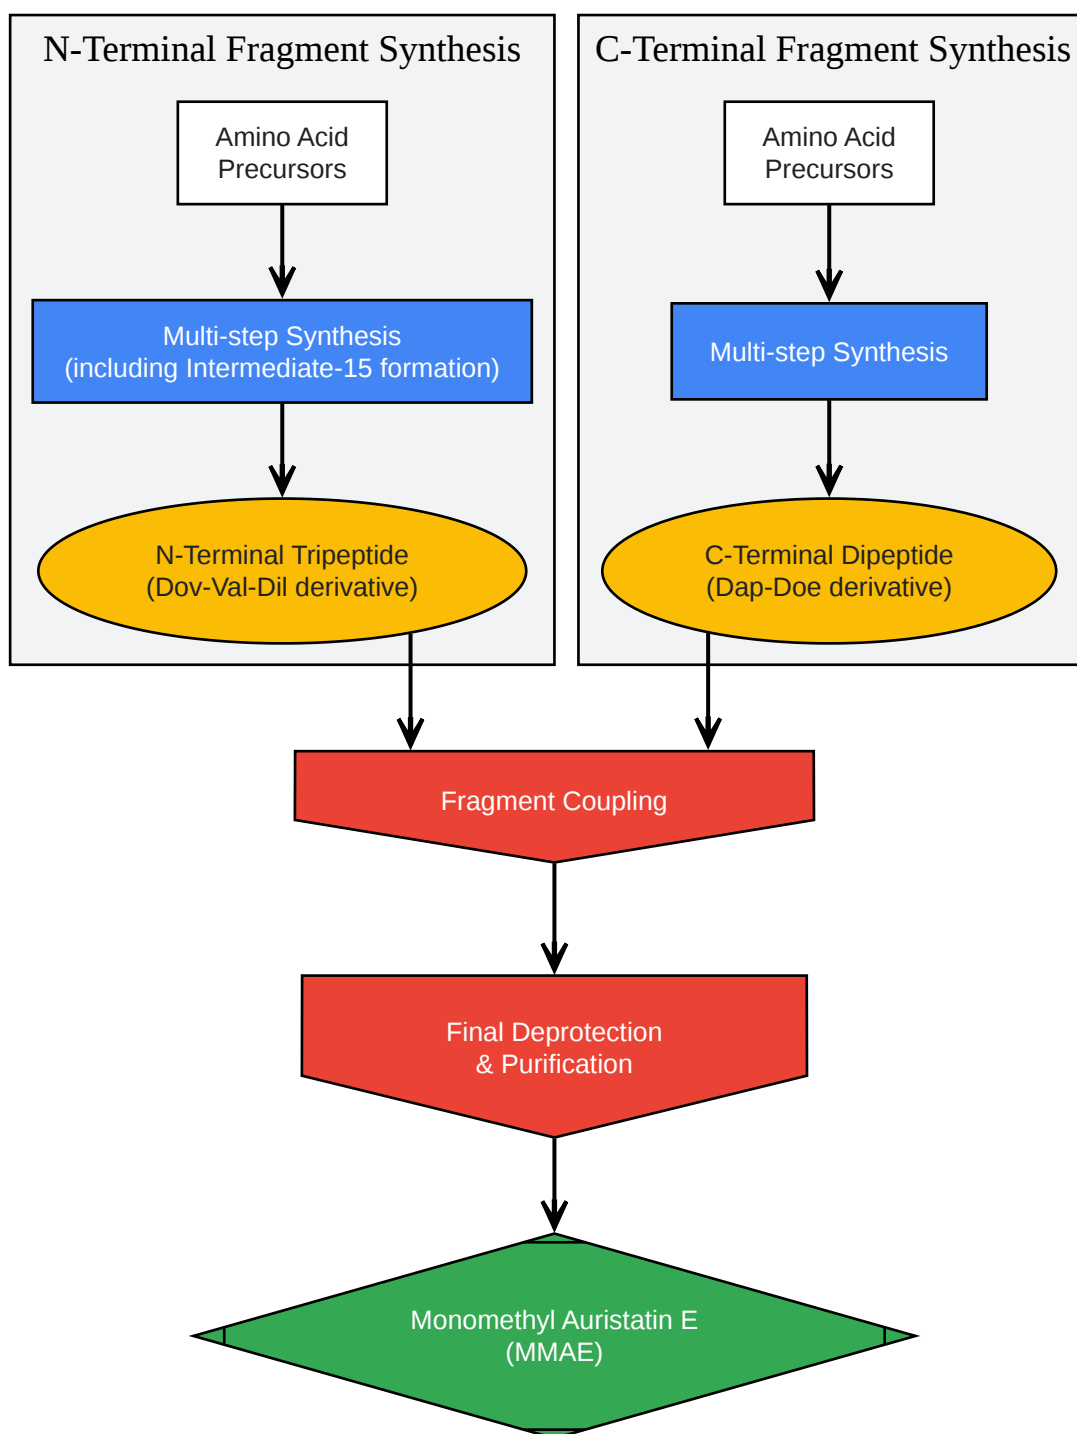 N-Terminal Fragment Synthesis
Amino Acid
Precursors
Multi-step Synthesis
(including Intermediate-15 formation)
N-Terminal Tripeptide
(Dov-Val-Dil derivative)
C-Terminal Fragment Synthesis
Amino Acid
Precursors
Multi-step Synthesis
C-Terminal Dipeptide
(Dap-Doe derivative)
Fragment Coupling
Final Deprotection
& Purification
Monomethyl Auristatin E
(MMAE)